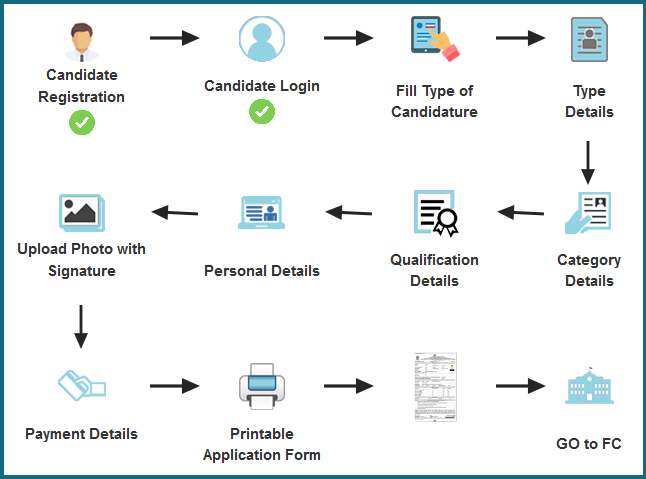 Candidate
Registration
Candidate Login
Fill Type of
Candidature
Type
Details
Category
Details
Qualification
Details
Personal Details
Upload Photo with
Signature
Payment Details
Printable
Application Form
GO to FC